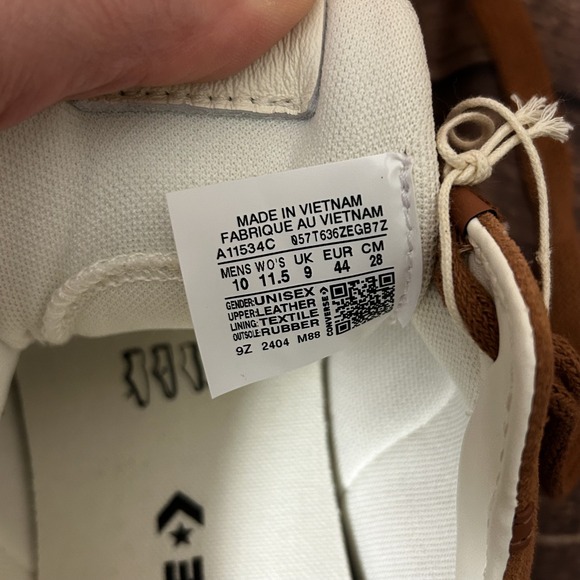 MADE IN VIETNAM
FABRIQUE AU VIETNAM
A11534C 057T636ZEGB7Z
MENS WO'S UK EUR CM
10 11.5 9 44 28
GENDER: UNISEX
UPPER: LEATHER
LINING: TEXTILE
OUTSOLE: RUBBER
CONVERSE
9Z 2404 M88